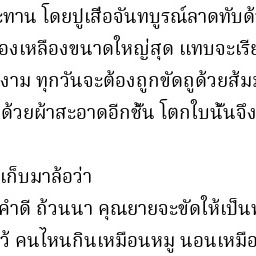 ะทาน โดยปูเสื่อจันทบูรณ์ลาดทับด้
องเหลืองขนาดใหญ่สุด แทบจะเรีย
งาม ทุกวันจะต้องถูกขัดถูด้วยส้มม
ด้วยผ้าสะอาดอีกชั้น โตกใบนั้นจึง
เก็บมาล้อว่า
คำดี ถ้วนนา คุณยายจะขัดให้เป็น
ว้ คนไหนกินเหมือนหมู นอนเหมือ